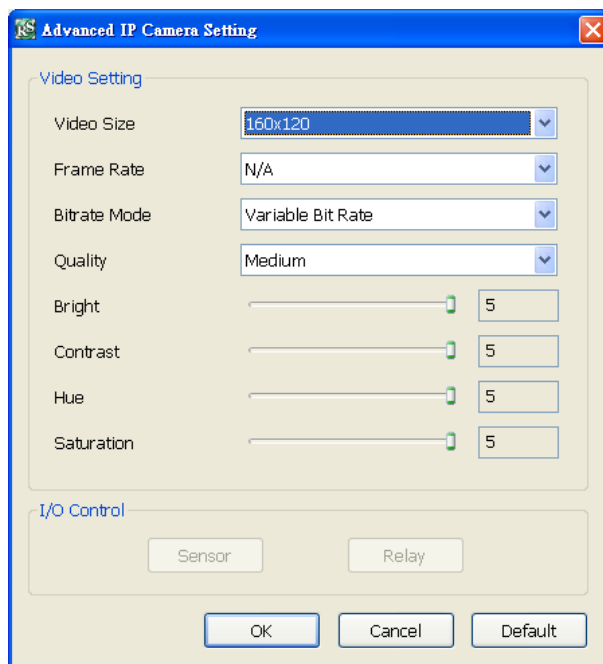 RS Advanced IP Camera Setting
Video Setting
Video Size 160x120
Frame Rate N/A
Bitrate Mode Variable Bit Rate
Quality Medium
Bright 5
Contrast 5
Hue 5
Saturation 5
I/O Control
Sensor Relay
OK Cancel Default